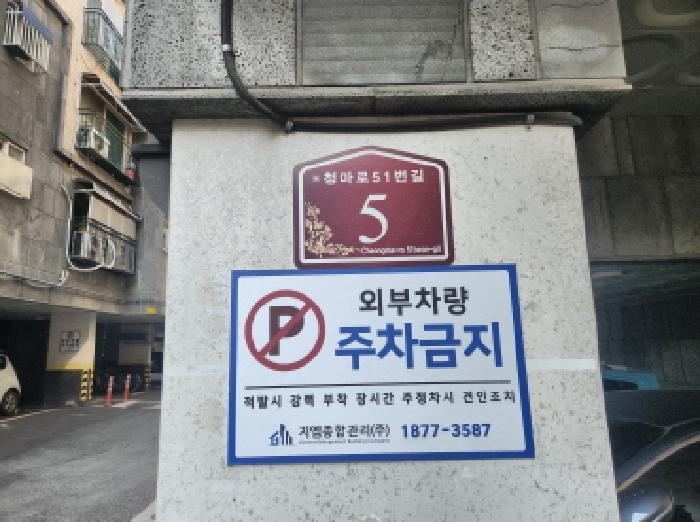 청마로51번길
5
Cheongma-ro 51beon-gil
외부차량
P 주차금지
적발시 강력 부착 장시간 주정차시 견인조치
지엠종합관리(주) 1877-3587